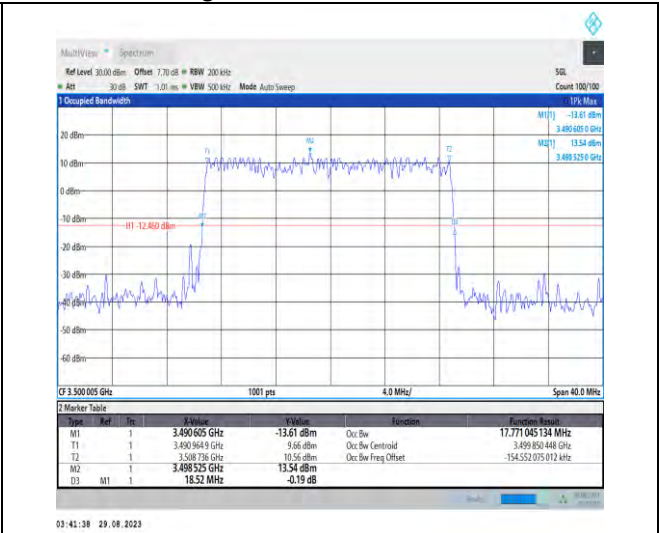 MultiView Spectrum
Ref Level 30.00 dBm Offset 7.70 dB RBW 200 kHz SGL
Att 30 dB SWT 1.01 ms VBW 500 kHz Mode Auto Sweep Count 100/100
1 Occupied Bandwidth 1Pk Max
M1[1] -13.61 dBm
3.490 605 0 GHz
M2[1] 13.54 dBm
3.498 525 0 GHz
20 dBm
M2
T1 T2
10 dBm
0 dBm
-10 dBm
H1 -12.460 dBm
-20 dBm
-30 dBm
-40 dBm
-50 dBm
-60 dBm
CF 3.500 005 GHz 1001 pts 4.0 MHz/ Span 40.0 MHz
2 Marker Table
Type Ref Trc X-Value Y-Value Function Function Result
M1 1 3.490605 GHz -13.61 dBm Occ Bw 17.771 045 134 MHz
T1 1 3.490 964 9 GHz 9.66 dBm Occ Bw Centroid 3.499 850 448 GHz
T2 1 3.508 736 GHz 10.56 dBm Occ Bw Freq Offset -154.552 075 012 kHz
M2 1 3.498 525 GHz 13.54 dBm
D3 M1 1 18.52 MHz -0.19 dB
03:41:38 29.08.2023